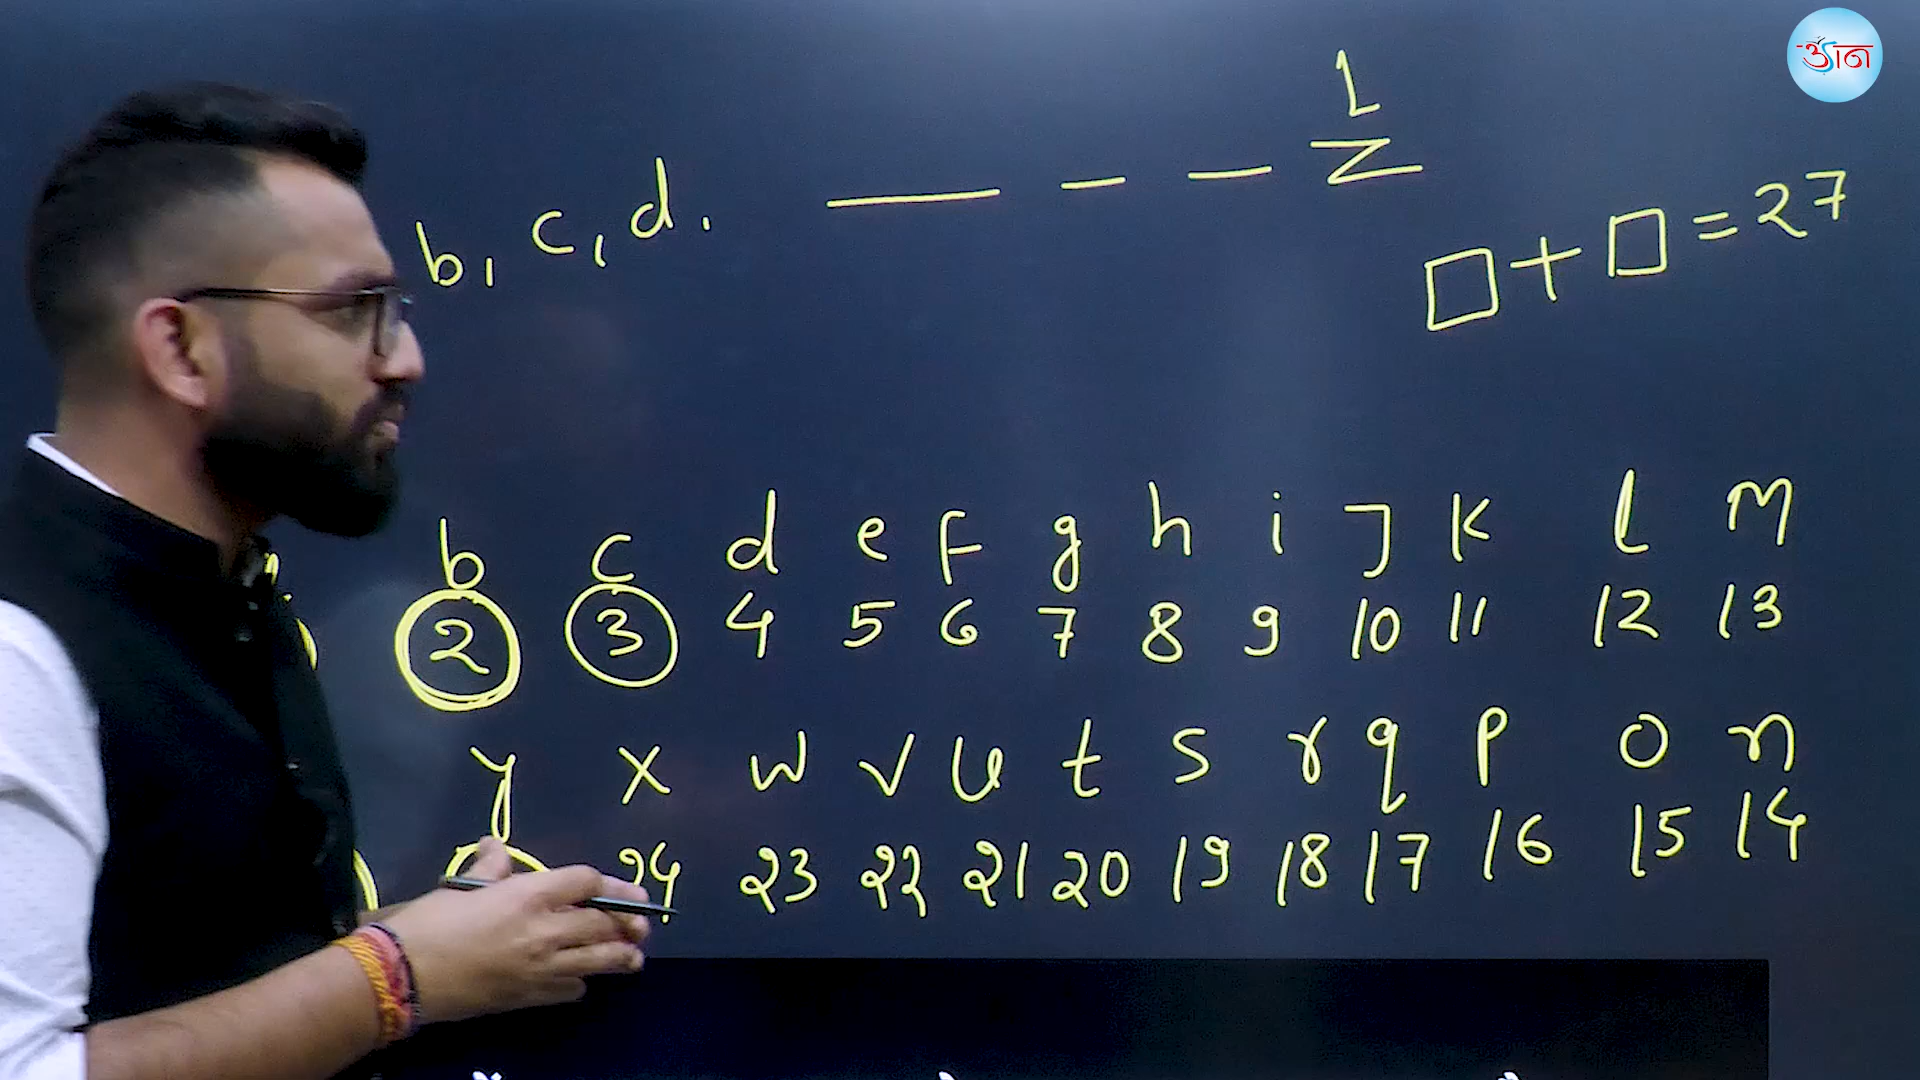 उड़ान
1
b, c, d. — — — Z
□ + □ = 27
b c d e f g h i J K l M
2 3 4 5 6 7 8 9 10 11 12 13
y x w v u t s r q p o n
24 23 22 21 20 19 18 17 16 15 14